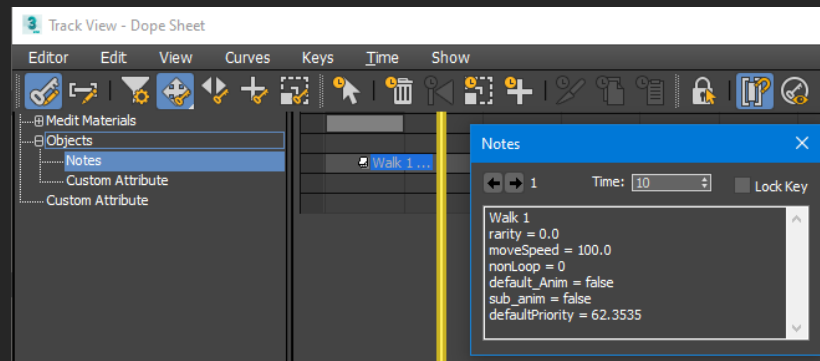 3 Track View - Dope Sheet
Editor Edit View Curves Keys Time Show
Medit Materials
Objects
Notes
Custom Attribute
Custom Attribute
Walk 1 ...
Notes
1 Time: 10 Lock Key
Walk 1
rarity = 0.0
moveSpeed = 100.0
nonLoop = 0
default_Anim = false
sub_anim = false
defaultPriority = 62.3535